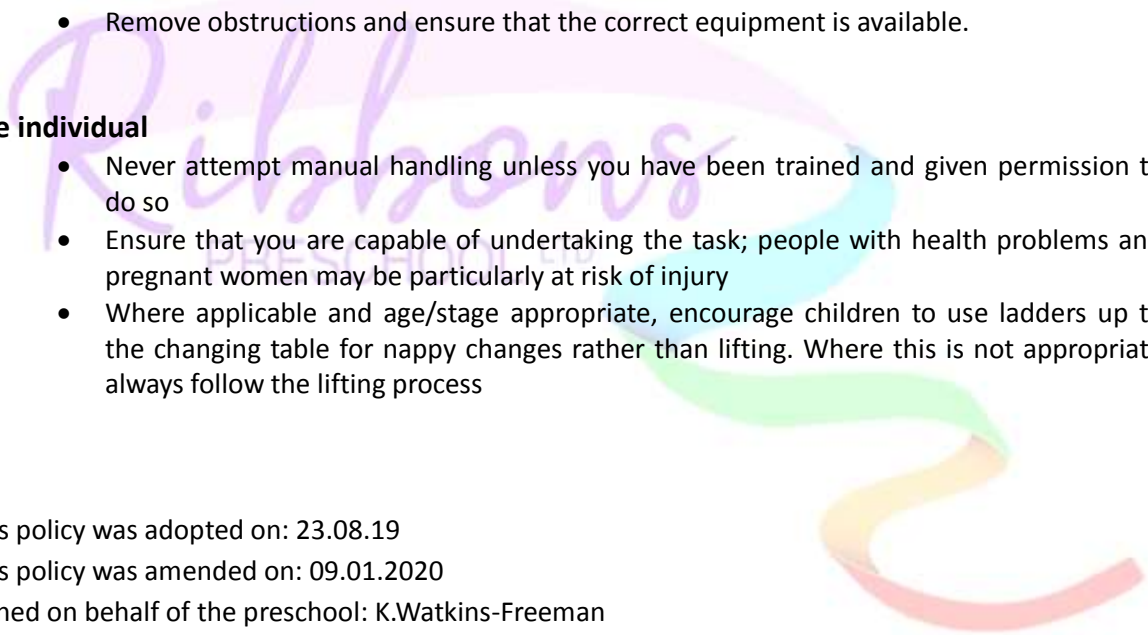 • Remove obstructions and ensure that the correct equipment is available.
e individual
• Never attempt manual handling unless you have been trained and given permission t
do so
• Ensure that you are capable of undertaking the task; people with health problems an
pregnant women may be particularly at risk of injury
• Where applicable and age/stage appropriate, encourage children to use ladders up t
the changing table for nappy changes rather than lifting. Where this is not appropriat
always follow the lifting process
s policy was adopted on: 23.08.19
s policy was amended on: 09.01.2020
ned on behalf of the preschool: K.Watkins-Freeman
Ribbons
PRESCHOOL LTD